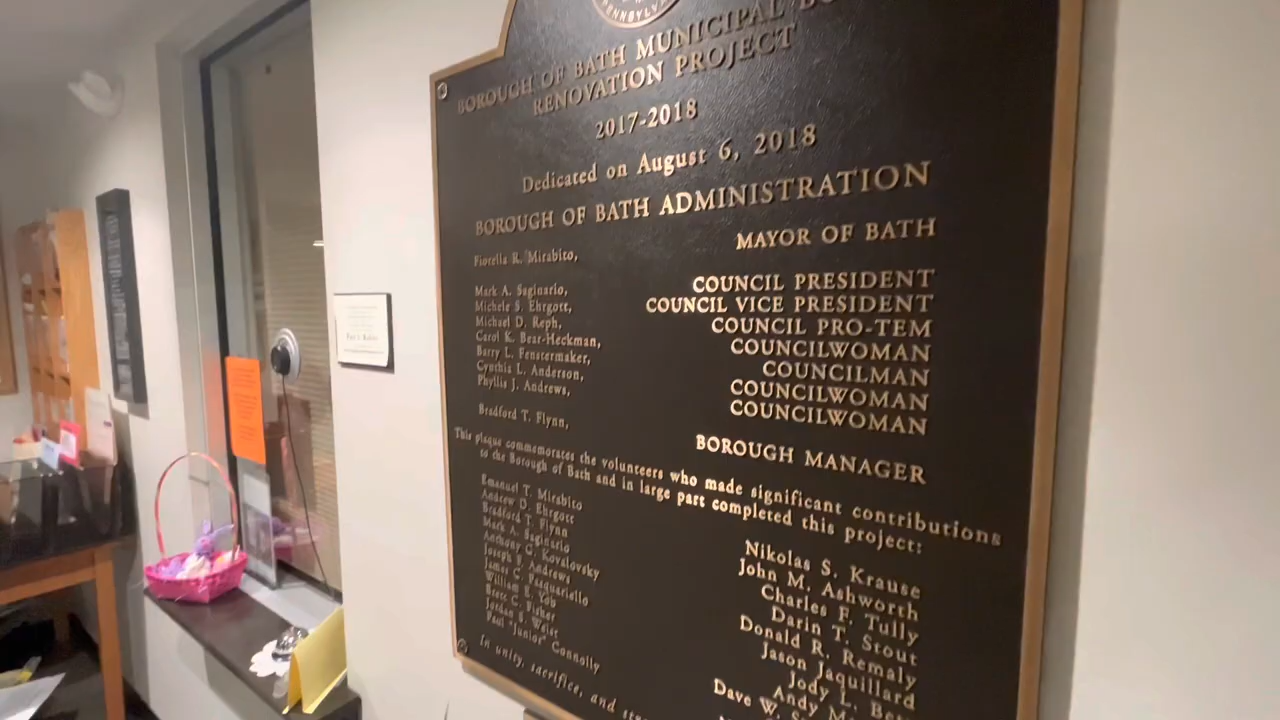 PENNSYLVA
BOROUGH OF BATH MUNICIPAL
RENOVATION PROJECT
2017-2018
Dedicated on August 6, 2018
BOROUGH OF BATH ADMINISTRATION
Fiorella R. Mirabito, MAYOR OF BATH
Mark A. Saginario, COUNCIL PRESIDENT
Michele S. Ehrgott, COUNCIL VICE PRESIDENT
Michael D. Reph, COUNCIL PRO-TEM
Carol K. Bear-Heckman, COUNCILWOMAN
Barry L. Fenstermaker, COUNCILMAN
Cynthia L. Anderson, COUNCILWOMAN
Phyllis J. Andrews, COUNCILWOMAN
Bradford T. Flynn, BOROUGH MANAGER
This plaque commemorates the volunteers who made significant contributions
to the Borough of Bath and in large part completed this project:
Emanuel T. Mirabito
Andrew D. Ehrgott
Bradford T. Flynn
Mark A. Saginario
Anthony G. Kovalovsky
Joseph F. Andrews
James C. Pasquariello
William E. Yob
Brett C. Fisher
Jordan S. Weist
Paul "Junior" Connolly
Nikolas S. Krause
John M. Ashworth
Charles F. Tully
Darin T. Stout
Donald R. Remaly
Jason Jaquillard
Jody L.
Andy
Dave W.
In unity, sacrifice, and